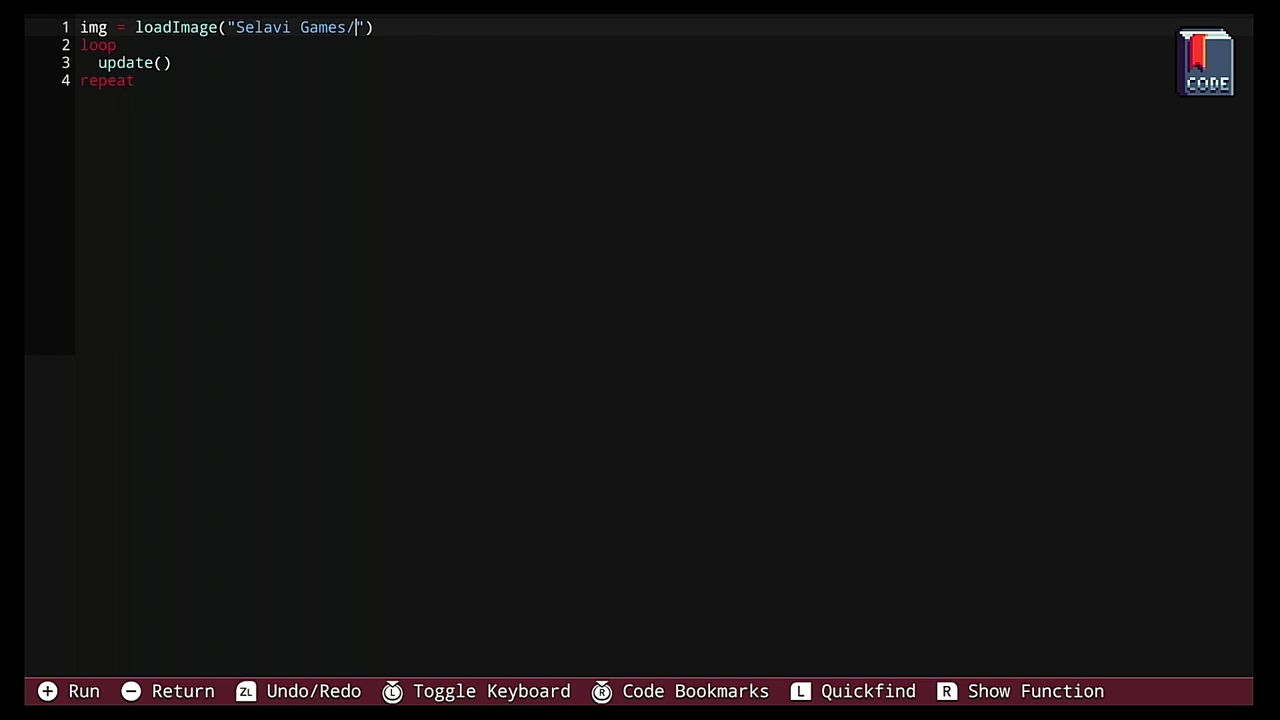 1 img = loadImage("Selavi Games/")
2 loop
3   update()
4 repeat
CODE
+ Run - Return ZL Undo/Redo L Toggle Keyboard R Code Bookmarks L Quickfind R Show Function